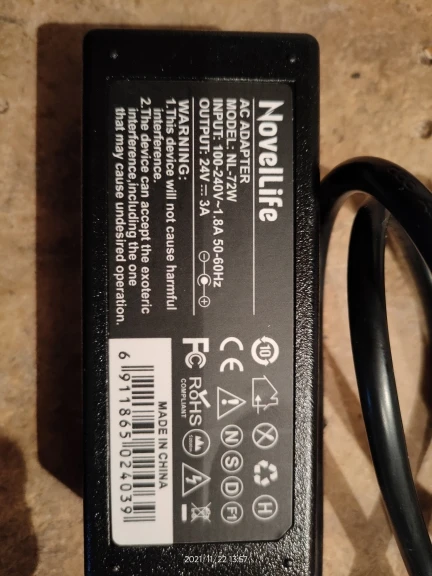 NovelLife
AC ADAPTER
MODEL: NL-72W
INPUT: 100-240V~1.8A 50-60Hz
OUTPUT: 24V⎓3A
WARNING:
1.This device will not cause harmful
interference.
2.The device can accept the exoteric
interference,including the one
that may cause undesired operation.
10
H
CE
N S D F1
FC RoHS
COMPLIANT
MADE IN CHINA
6 911865 024039
2021/11/22 13:57